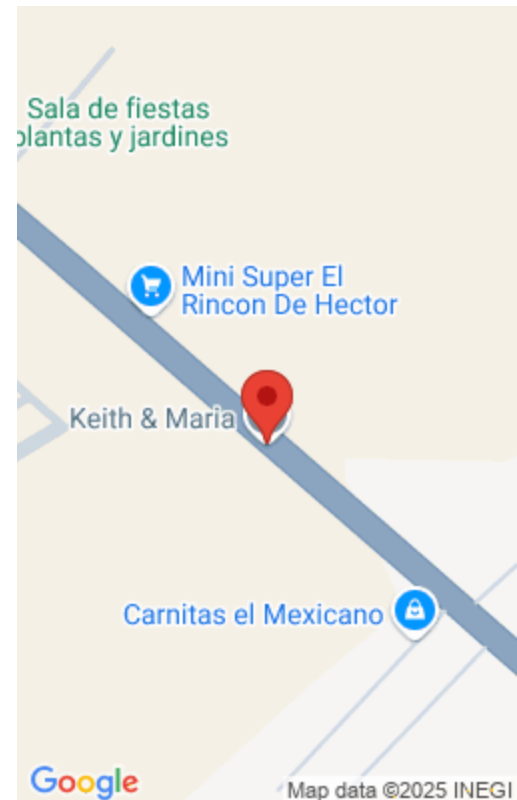 Sala de fiestas
plantas y jardines
Mini Super El
Rincon De Hector
Keith & Maria
Carnitas el Mexicano
Google
Map data ©2025 INEGI